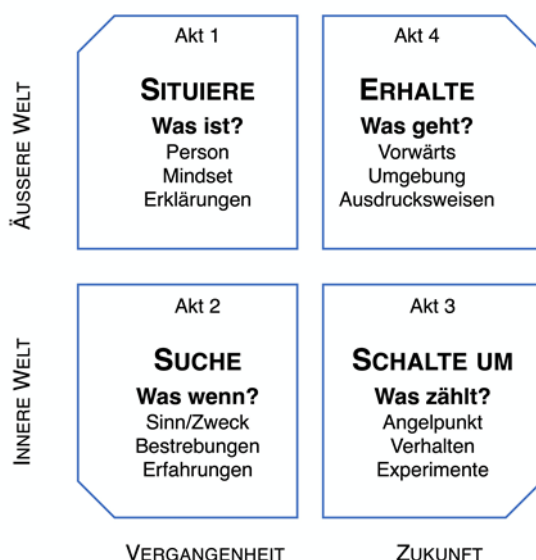 ÄUSSERE WELT
Akt 1
SITUIERE
Was ist?
Person
Mindset
Erklärungen
Akt 4
ERHALTE
Was geht?
Vorwärts
Umgebung
Ausdrucksweisen
INNERE WELT
Akt 2
SUCHE
Was wenn?
Sinn/Zweck
Bestrebungen
Erfahrungen
Akt 3
SCHALTE UM
Was zählt?
Angelpunkt
Verhalten
Experimente
VERGANGENHEIT
ZUKUNFT